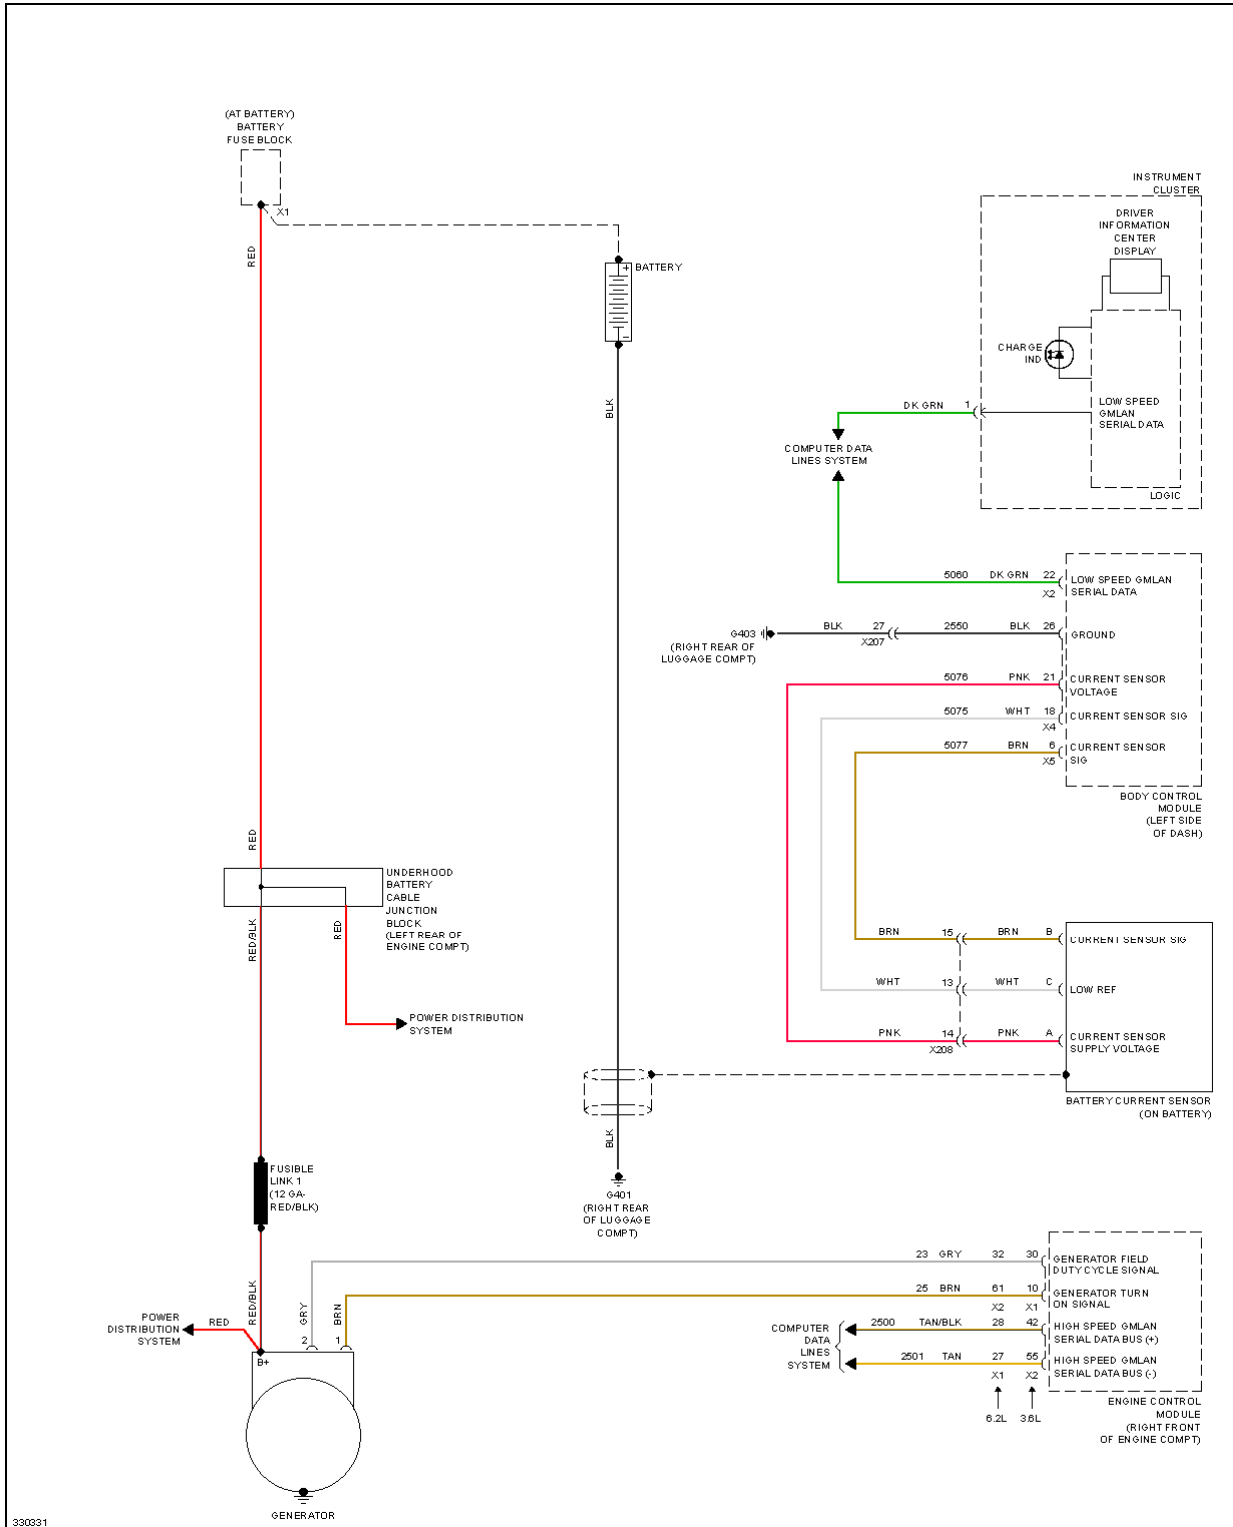 (AT BATTERY)
BATTERY
FUSE BLOCK
X1
RED
BATTERY
+
-
BLK
INSTRUMENT
CLUSTER
DRIVER
INFORMATION
CENTER
DISPLAY
CHARGE
IND
LOW SPEED
GMLAN
SERIAL DATA
LOGIC
DK GRN 1
COMPUTER DATA
LINES SYSTEM
5060 DK GRN 22
X2
LOW SPEED GMLAN
SERIAL DATA
G403
(RIGHT REAR OF
LUGGAGE COMPT)
BLK 27
X207
2550 BLK 26
GROUND
5076 PNK 21
CURRENT SENSOR
VOLTAGE
5075 WHT 18
X4
CURRENT SENSOR SIG
5077 BRN 6
X5
CURRENT SENSOR
SIG
BODY CONTROL
MODULE
(LEFT SIDE
OF DASH)
RED
UNDERHOOD
BATTERY
CABLE
JUNCTION
BLOCK
(LEFT REAR OF
ENGINE COMPT)
RED/BLK
RED
POWER DISTRIBUTION
SYSTEM
BRN 15 BRN B
CURRENT SENSOR SIG
WHT 13 WHT C
LOW REF
PNK 14 PNK A
X208
CURRENT SENSOR
SUPPLY VOLTAGE
BATTERY CURRENT SENSOR
(ON BATTERY)
BLK
G401
(RIGHT REAR
OF LUGGAGE
COMPT)
FUSIBLE
LINK 1
(12 GA-
RED/BLK)
RED/BLK
GRY
BRN
2
1
POWER
DISTRIBUTION
SYSTEM
RED
B+
GENERATOR
23 GRY 32 30
GENERATOR FIELD
DUTY CYCLE SIGNAL
25 BRN 61 10
X2 X1
GENERATOR TURN
ON SIGNAL
COMPUTER
DATA
LINES
SYSTEM
2500 TAN/BLK 28 42
HIGH SPEED GMLAN
SERIAL DATA BUS (+)
2501 TAN 27 55
X1 X2
HIGH SPEED GMLAN
SERIAL DATA BUS (-)
6.2L 3.6L
ENGINE CONTROL
MODULE
(RIGHT FRONT
OF ENGINE COMPT)
330331